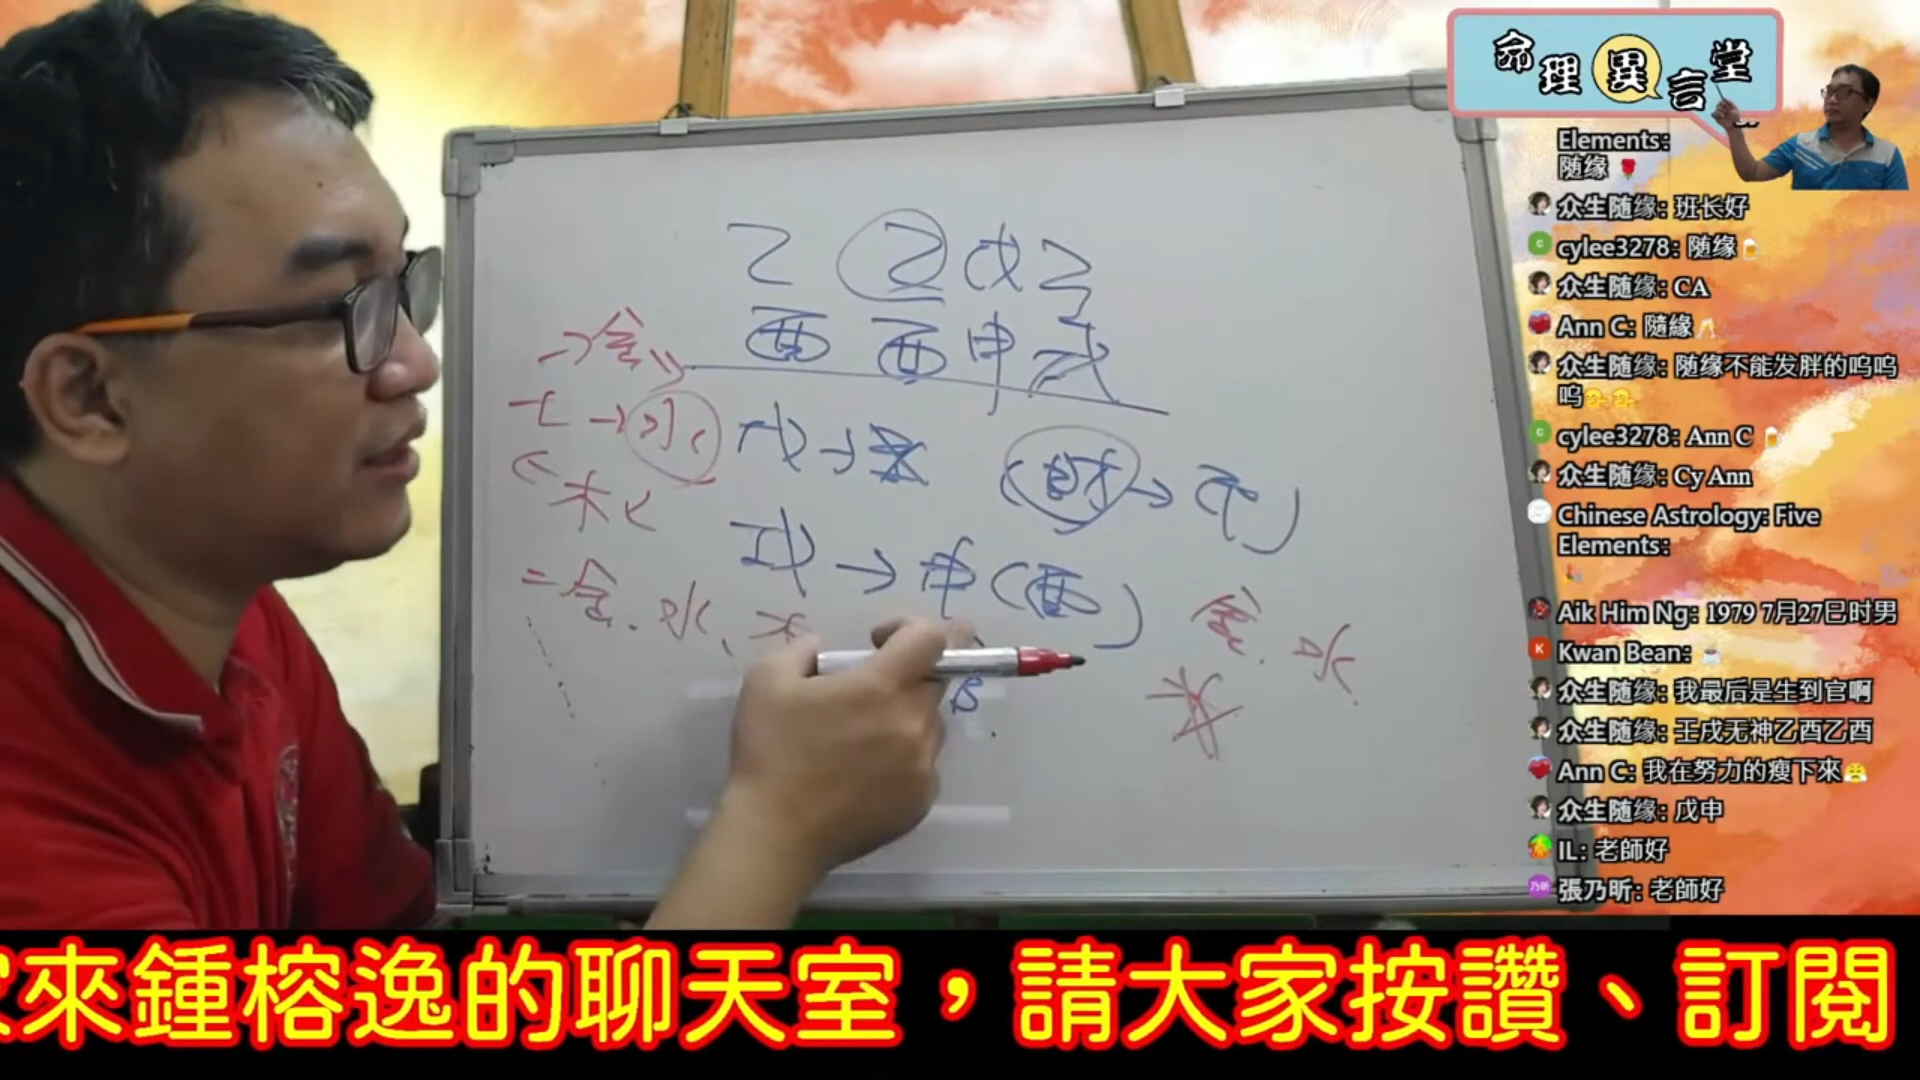 命理異言堂
Elements:
随缘
众生随缘: 班长好
cylee3278: 随缘
众生随缘: CA
Ann C: 隨緣
众生随缘: 随缘不能发胖的呜呜
呜
cylee3278: Ann C
众生随缘: Cy Ann
Chinese Astrology: Five
Elements:
Aik Him Ng: 1979 7月27巳时男
Kwan Bean:
众生随缘: 我最后是生到官啊
众生随缘: 壬戌无神乙酉乙酉
Ann C: 我在努力的瘦下來
众生随缘: 戊申
IL: 老師好
張乃昕: 老師好
乙 乙 戊
酉 酉 申 戌
金
水
財
木
戌→申(酉)
金.水、木
金.水
來鍾榕逸的聊天室，請大家按讚、訂閱